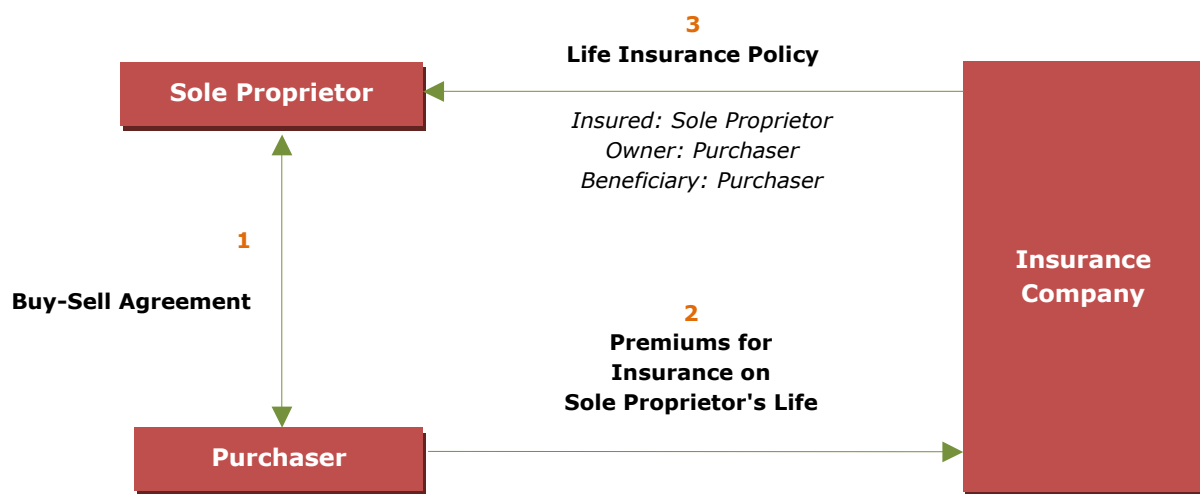 3
Life Insurance Policy
Sole Proprietor
Insured: Sole Proprietor
Owner: Purchaser
Beneficiary: Purchaser
1
Buy-Sell Agreement
Insurance
Company
2
Premiums for
Insurance on
Sole Proprietor's Life
Purchaser